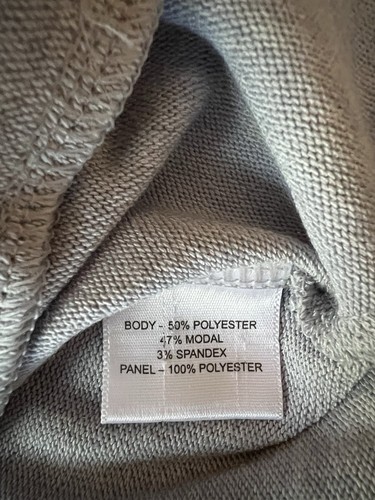 BODY - 50% POLYESTER
47% MODAL
3% SPANDEX
PANEL - 100% POLYESTER